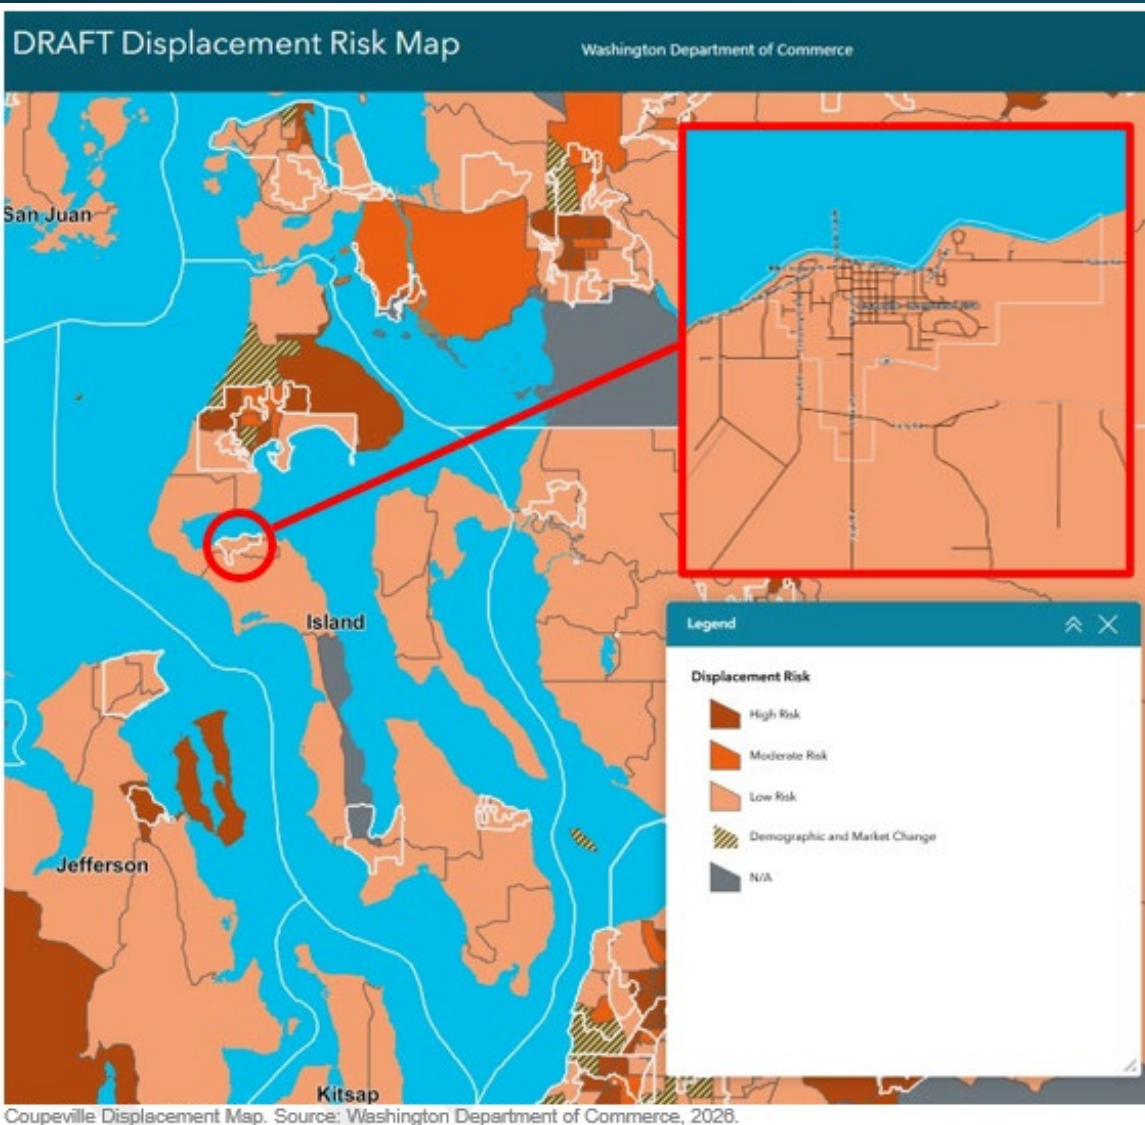 DRAFT Displacement Risk Map
Washington Department of Commerce
San Juan
Island
Jefferson
Kitsap
Legend
Displacement Risk
High Risk
Moderate Risk
Low Risk
Demographic and Market Change
N/A
Coupeville Displacement Map. Source: Washington Department of Commerce, 2026.